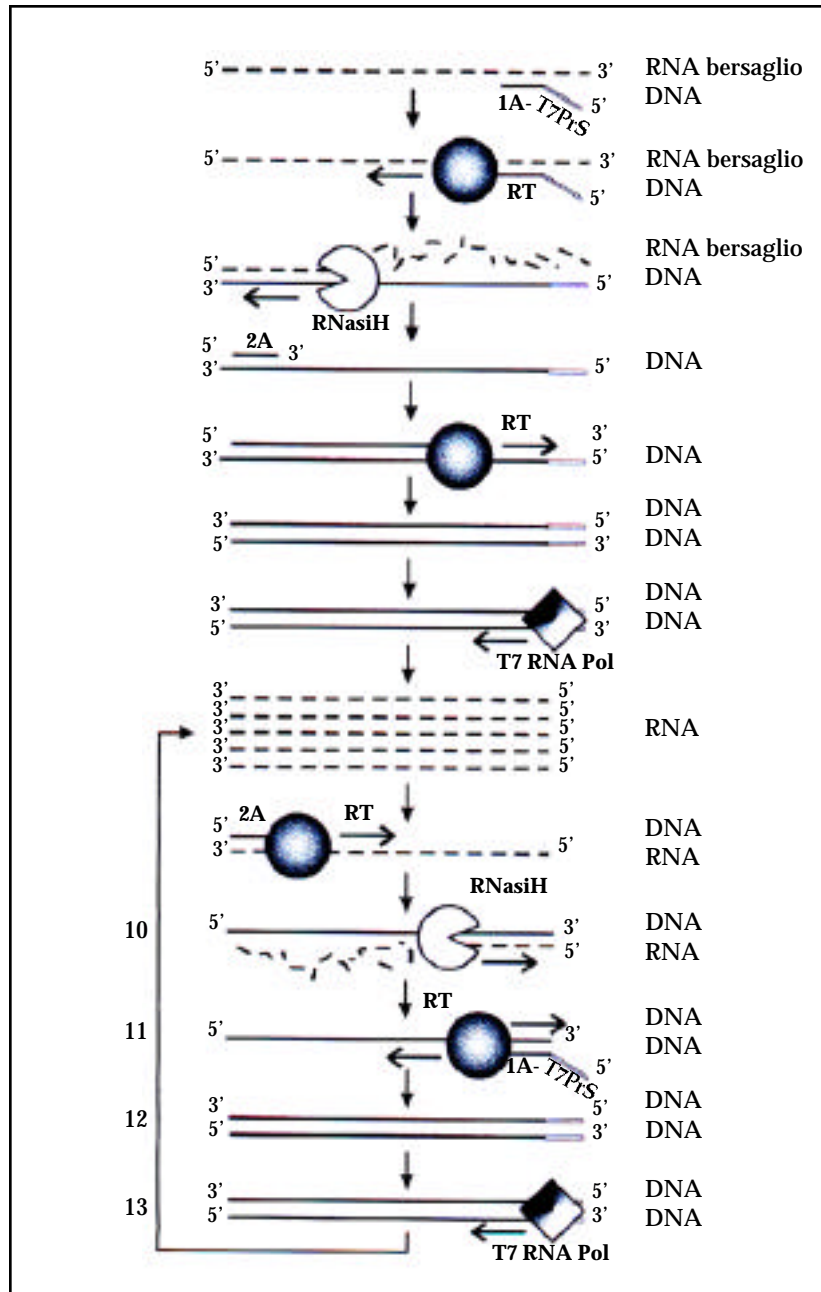 5’ 3’ RNA bersaglio
1A- T7PrS 5’ DNA
5’ 3’ RNA bersaglio
RT 5’ DNA
RNA bersaglio
5’
3’ 5’ DNA
RNasiH
5’ 2A 3’
3’ 5’ DNA
RT
5’ 3’
3’ 5’ DNA
DNA
3’ 5’
5’ 3’ DNA
DNA
3’ 5’
5’ 3’ DNA
T7 RNA Pol
3’ 5’
3’ 5’
3’ 5’ RNA
3’ 5’
3’ 5’
2A RT
5’ DNA
3’ 5’ RNA
RNasiH
10 5’ 3’ DNA
5’ RNA
RT
DNA
11 5’ 3’ DNA
1A- T7PrS 5’
3’ 5’ DNA
12 5’ 3’ DNA
13 3’ 5’ DNA
5’ 3’ DNA
T7 RNA Pol